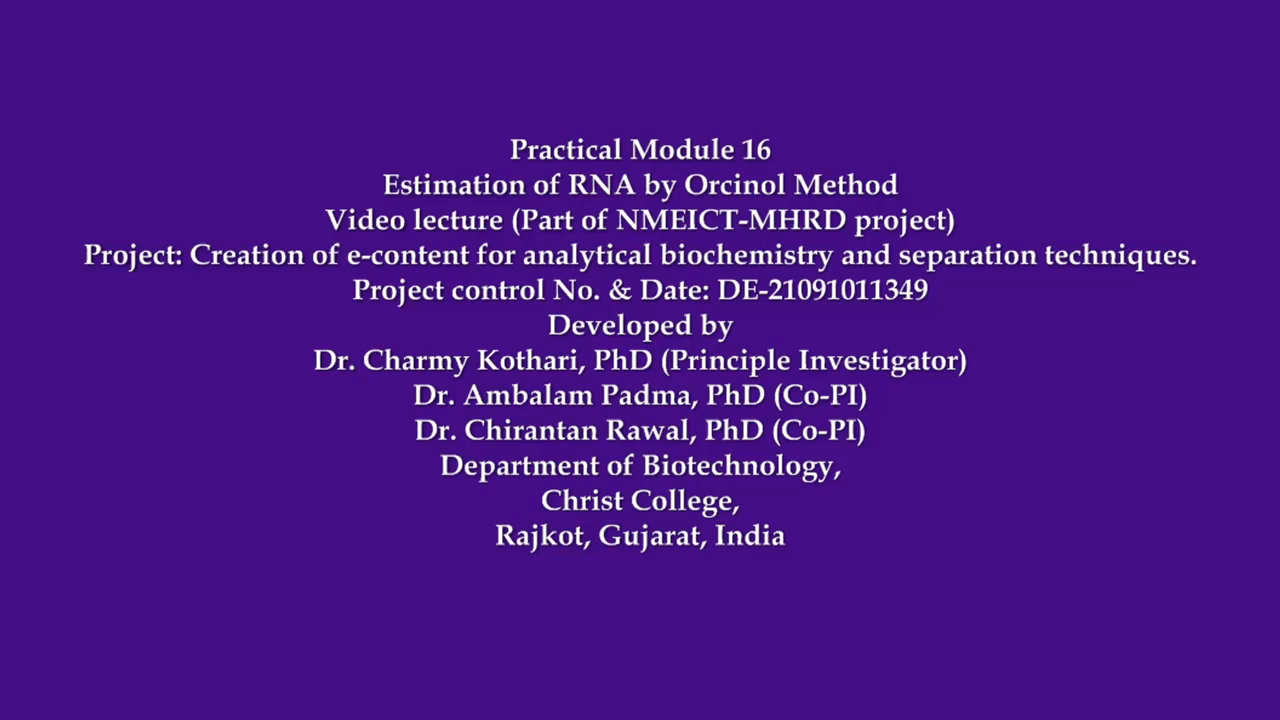 Practical Module 16
Estimation of RNA by Orcinol Method
Video lecture (Part of NMEICT-MHRD project)
Project: Creation of e-content for analytical biochemistry and separation techniques.
Project control No. & Date: DE-21091011349
Developed by
Dr. Charmy Kothari, PhD (Principle Investigator)
Dr. Ambalam Padma, PhD (Co-PI)
Dr. Chirantan Rawal, PhD (Co-PI)
Department of Biotechnology,
Christ College,
Rajkot, Gujarat, India